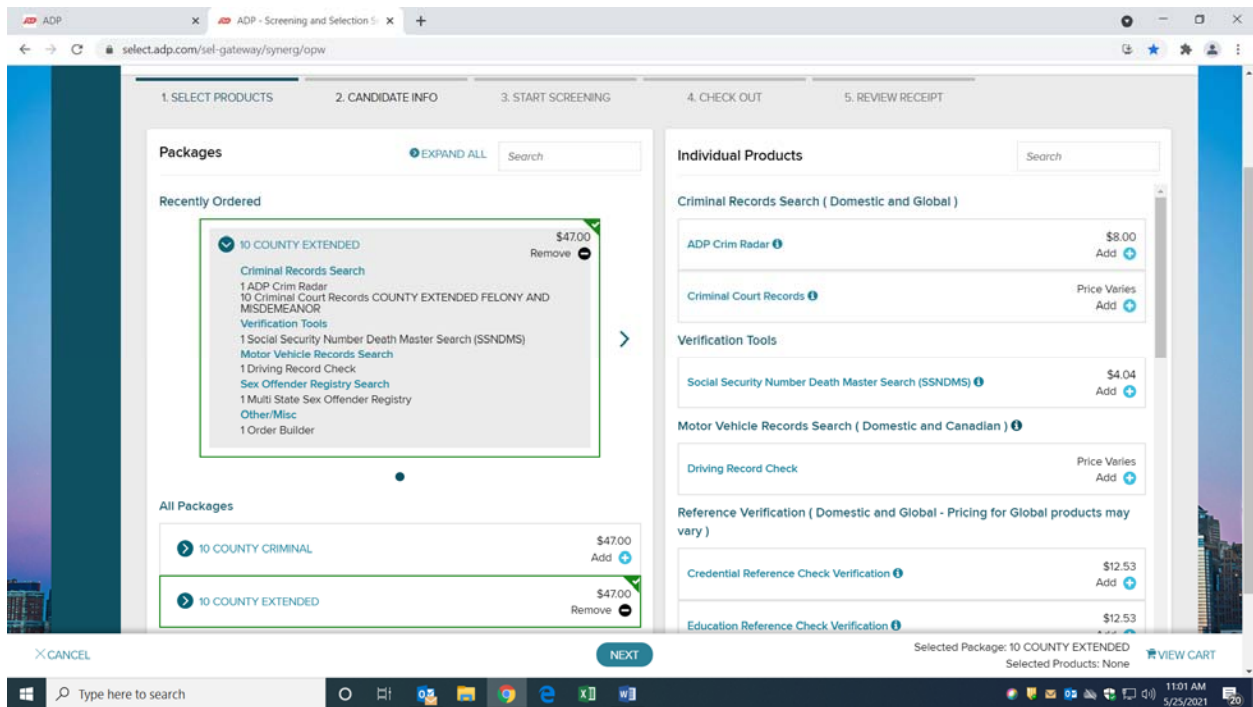 ADP
ADP - Screening and Selection S
select.adp.com/sel-gateway/synerg/opw
1. SELECT PRODUCTS
2. CANDIDATE INFO
3. START SCREENING
4. CHECK OUT
5. REVIEW RECEIPT
Packages
EXPAND ALL
Search
Recently Ordered
10 COUNTY EXTENDED
$47.00
Remove
Criminal Records Search
1 ADP Crim Radar
10 Criminal Court Records COUNTY EXTENDED FELONY AND
MISDEMEANOR
Verification Tools
1 Social Security Number Death Master Search (SSNDMS)
Motor Vehicle Records Search
1 Driving Record Check
Sex Offender Registry Search
1 Multi State Sex Offender Registry
Other/Misc
1 Order Builder
All Packages
10 COUNTY CRIMINAL
$47.00
Add
10 COUNTY EXTENDED
$47.00
Remove
Individual Products
Search
Criminal Records Search ( Domestic and Global )
ADP Crim Radar
$8.00
Add
Criminal Court Records
Price Varies
Add
Verification Tools
Social Security Number Death Master Search (SSNDMS)
$4.04
Add
Motor Vehicle Records Search ( Domestic and Canadian )
Driving Record Check
Price Varies
Add
Reference Verification ( Domestic and Global - Pricing for Global products may
vary )
Credential Reference Check Verification
$12.53
Add
Education Reference Check Verification
$12.53
CANCEL
NEXT
Selected Package: 10 COUNTY EXTENDED
Selected Products: None
VIEW CART
Type here to search
11:01 AM
5/25/2021
20